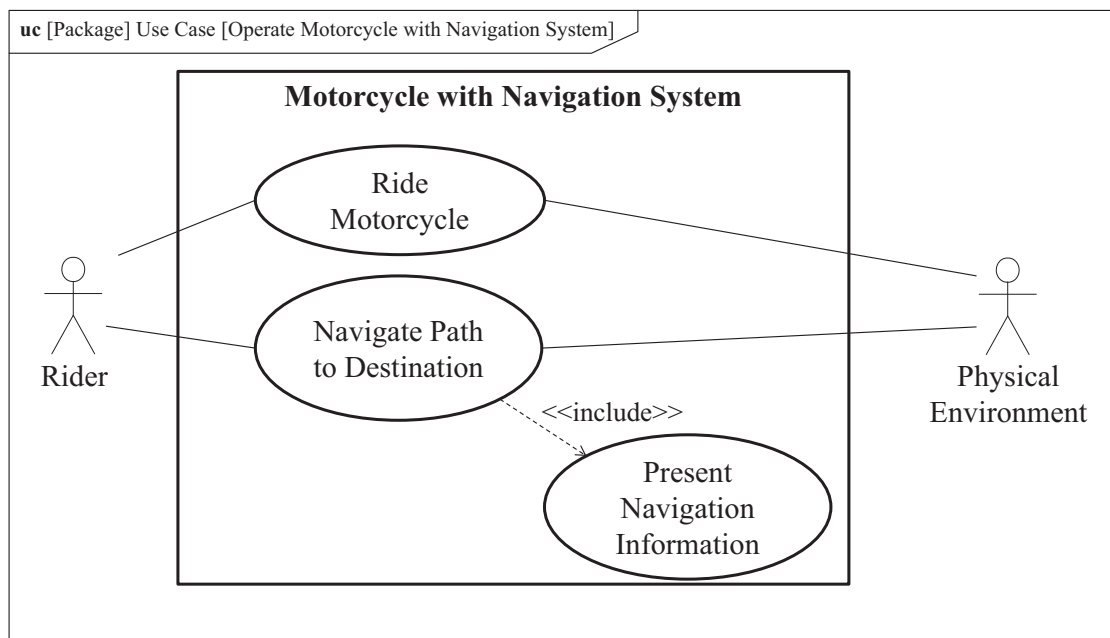 uc [Package] Use Case [Operate Motorcycle with Navigation System]
Motorcycle with Navigation System
Ride
Motorcycle
Navigate Path
to Destination
Rider
Physical
Environment
<<include>>
Present
Navigation
Information